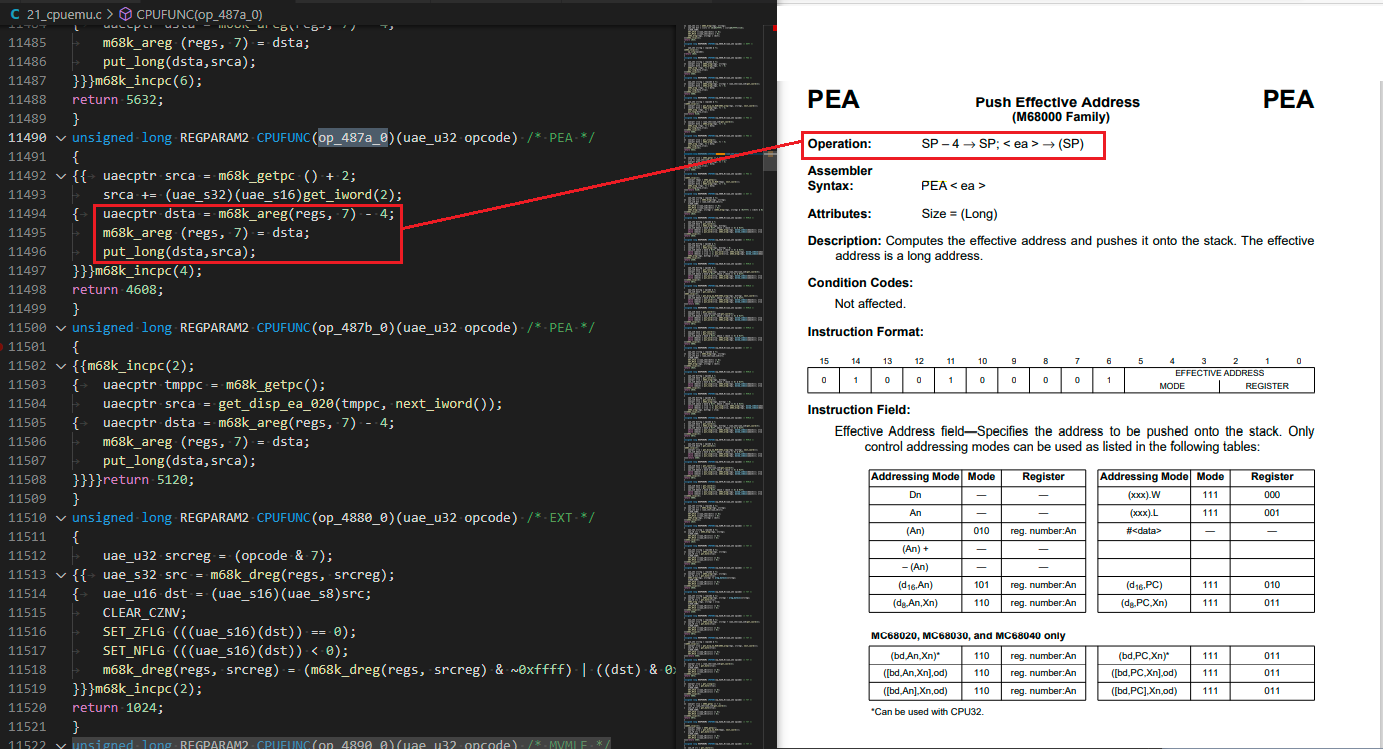 21_cpuemu.c > CPUFUNC(op_487a_0)
11485 m68k_areg (regs, 7) = dsta;
11486 put_long(dsta,srca);
11487 }}}m68k_incpc(6);
11488 return 5632;
11489 }
11490 unsigned long REGPARAM2 CPUFUNC(op_487a_0)(uae_u32 opcode) /* PEA */
11491 {
11492 {{ uaecptr srca = m68k_getpc () + 2;
11493 srca += (uae_s32)(uae_s16)get_iword(2);
11494 { uaecptr dsta = m68k_areg(regs, 7) - 4;
11495 m68k_areg (regs, 7) = dsta;
11496 put_long(dsta,srca);
11497 }}}m68k_incpc(4);
11498 return 4608;
11499 }
11500 unsigned long REGPARAM2 CPUFUNC(op_487b_0)(uae_u32 opcode) /* PEA */
11501 {
11502 {{m68k_incpc(2);
11503 { uaecptr tmppc = m68k_getpc();
11504 uaecptr srca = get_disp_ea_020(tmppc, next_iword());
11505 { uaecptr dsta = m68k_areg(regs, 7) - 4;
11506 m68k_areg (regs, 7) = dsta;
11507 put_long(dsta,srca);
11508 }}}}return 5120;
11509 }
11510 unsigned long REGPARAM2 CPUFUNC(op_4880_0)(uae_u32 opcode) /* EXT */
11511 {
11512 uae_u32 srcreg = (opcode & 7);
11513 {{ uae_s32 src = m68k_dreg(regs, srcreg);
11514 { uae_u16 dst = (uae_s16)(uae_s8)src;
11515 CLEAR_CZNV;
11516 SET_ZFLG (((uae_s16)(dst)) == 0);
11517 SET_NFLG (((uae_s16)(dst)) < 0);
11518 m68k_dreg(regs, srcreg) = (m68k_dreg(regs, srcreg) & ~0xffff) | ((dst) & 0x
11519 }}}m68k_incpc(2);
11520 return 1024;
11521 }
11522 unsigned long REGPARAM2 CPUFUNC(op_4890_0)(uae_u32 opcode) /* MVMLE */
PEA Push Effective Address PEA
(M68000 Family)
Operation: SP – 4 → SP; < ea > → (SP)
Assembler
Syntax: PEA < ea >
Attributes: Size = (Long)
Description: Computes the effective address and pushes it onto the stack. The effective
address is a long address.
Condition Codes:
Not affected.
Instruction Format:
15 14 13 12 11 10 9 8 7 6 5 4 3 2 1 0
0 1 0 0 1 0 0 0 0 1 EFFECTIVE ADDRESS
MODE REGISTER
Instruction Field:
Effective Address field—Specifies the address to be pushed onto the stack. Only
control addressing modes can be used as listed in the following tables:
Addressing Mode Mode Register Addressing Mode Mode Register
Dn — — (xxx).W 111 000
An — — (xxx).L 111 001
(An) 010 reg. number:An #<data> — —
(An) + — —
– (An) — —
(d16,An) 101 reg. number:An (d16,PC) 111 010
(d8,An,Xn) 110 reg. number:An (d8,PC,Xn) 111 011
MC68020, MC68030, and MC68040 only
(bd,An,Xn)* 110 reg. number:An (bd,PC,Xn)* 111 011
([bd,An,Xn],od) 110 reg. number:An ([bd,PC,Xn],od) 111 011
([bd,An],Xn,od) 110 reg. number:An ([bd,PC],Xn,od) 111 011
*Can be used with CPU32.